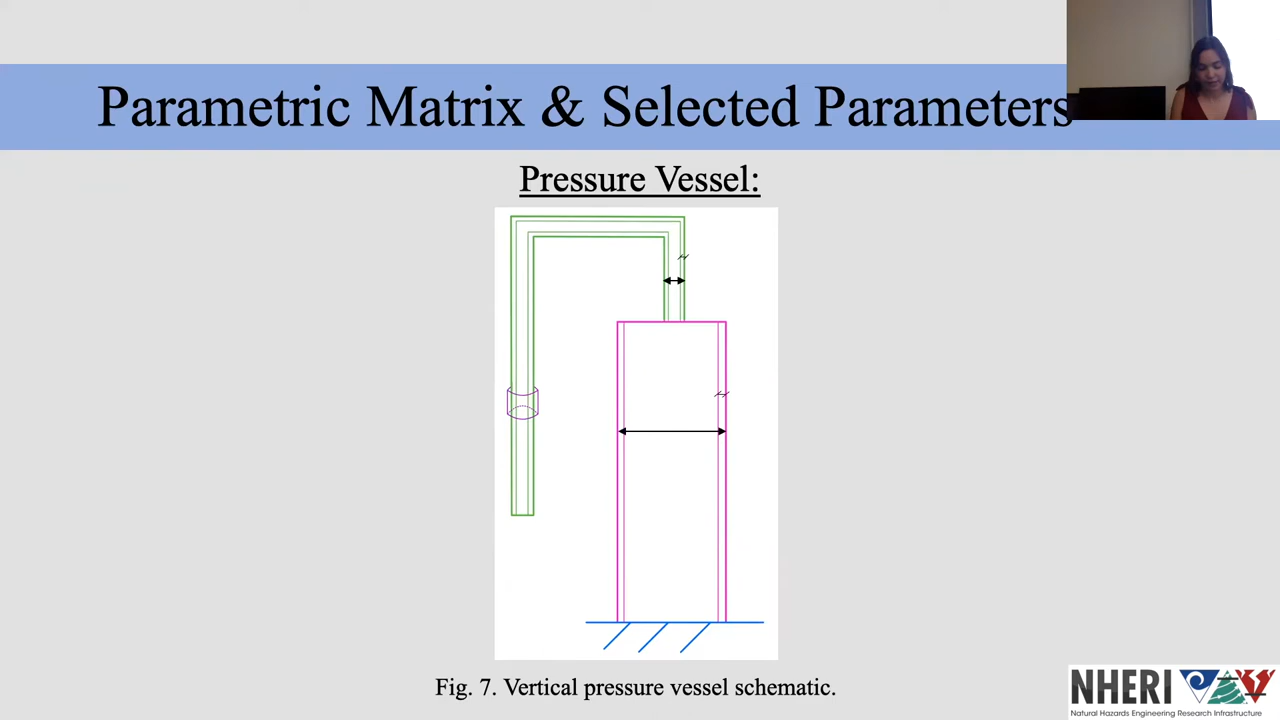 Parametric Matrix & Selected Parameters
Pressure Vessel:
Fig. 7. Vertical pressure vessel schematic.
NHERI
Natural Hazards Engineering Research Infrastructure